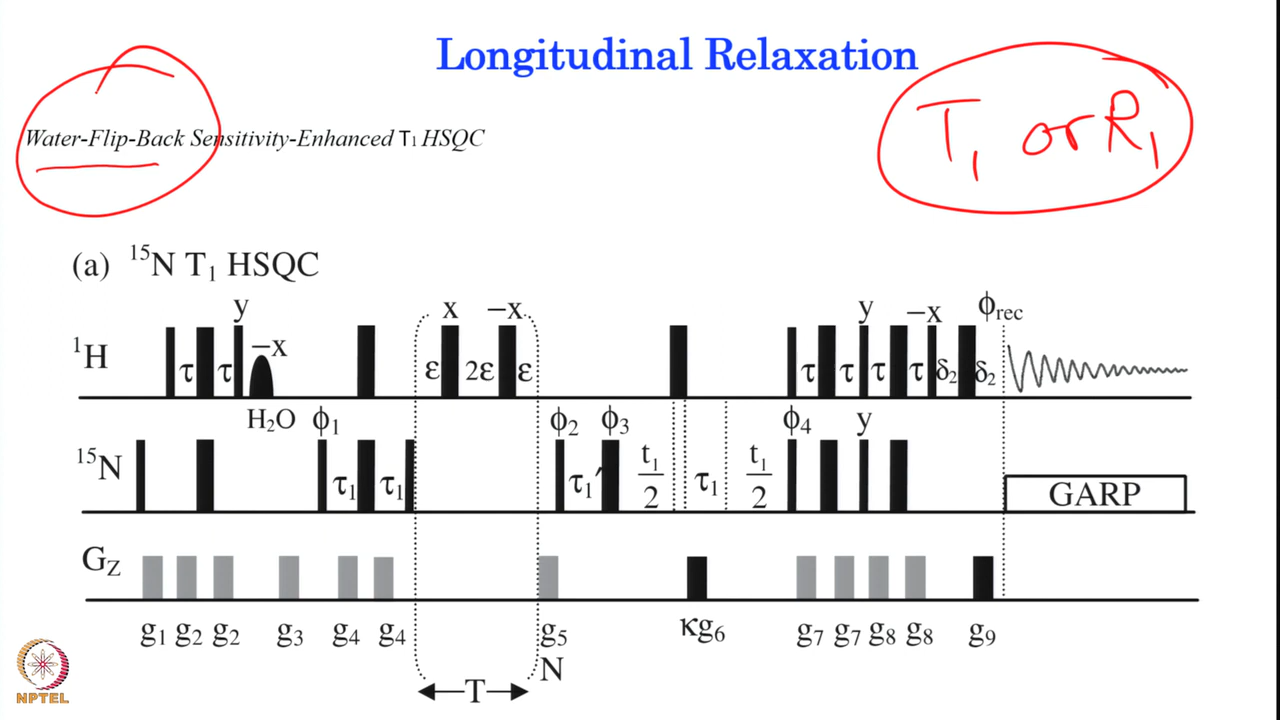 Longitudinal Relaxation
T₁ or R₁
Water-Flip-Back Sensitivity-Enhanced T₁ HSQC
(a) ¹⁵N T₁ HSQC
y x −x y −x ϕrec
¹H τ τ −x ε 2ε ε τ τ τ τ δ₂ δ₂
H₂O ϕ₁ ϕ₂ ϕ₃ ϕ₄ y
¹⁵N τ₁ τ₁ τ₁′ t₁/2 τ₁ t₁/2 GARP
G_Z
g₁ g₂ g₂ g₃ g₄ g₄ g₅ κg₆ g₇ g₇ g₈ g₈ g₉
N
T
NPTEL